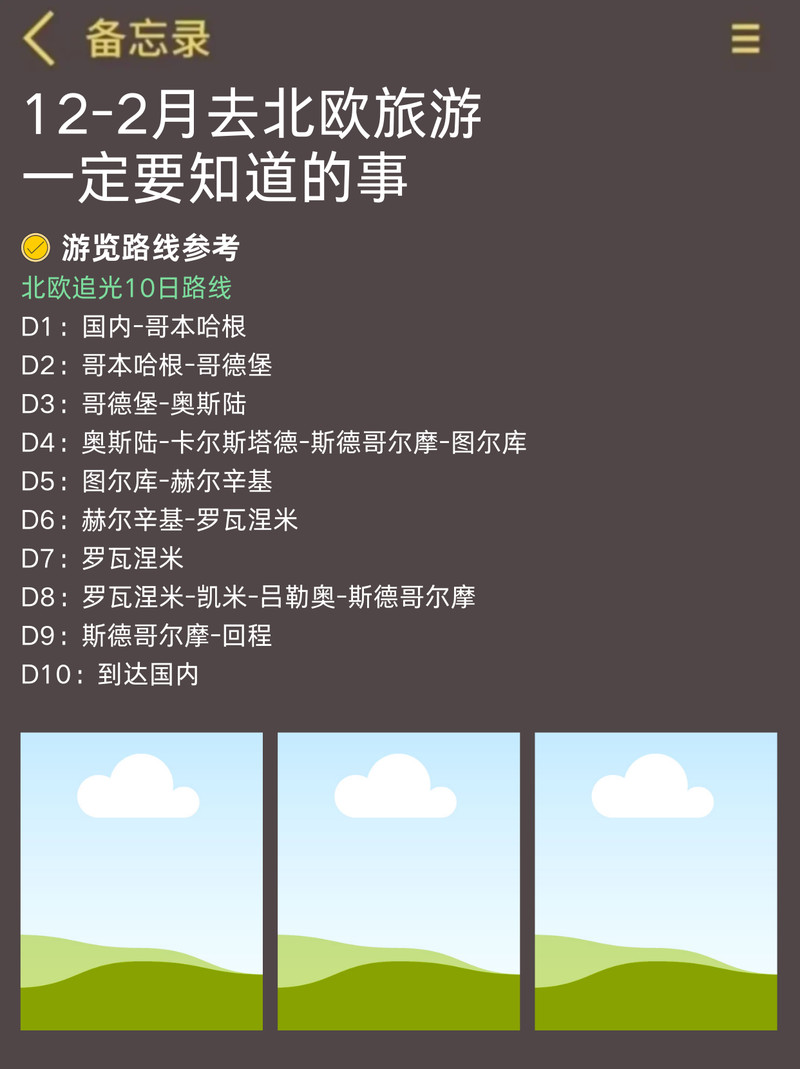 备忘录
12-2月去北欧旅游
一定要知道的事
游览路线参考
北欧追光10日路线
D1：国内-哥本哈根
D2：哥本哈根-哥德堡
D3：哥德堡-奥斯陆
D4：奥斯陆-卡尔斯塔德-斯德哥尔摩-图尔库
D5：图尔库-赫尔辛基
D6：赫尔辛基-罗瓦涅米
D7：罗瓦涅米
D8：罗瓦涅米-凯米-吕勒奥-斯德哥尔摩
D9：斯德哥尔摩-回程
D10：到达国内